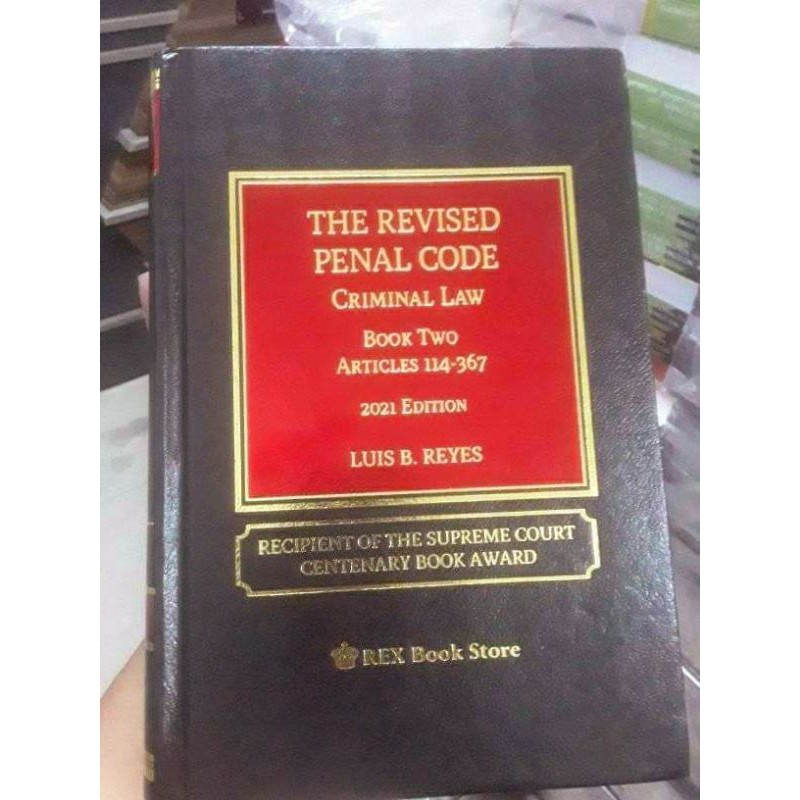 THE REVISED
PENAL CODE
CRIMINAL LAW
BOOK TWO
ARTICLES 114-367
2021 EDITION
LUIS B. REYES
RECIPIENT OF THE SUPREME COURT
CENTENARY BOOK AWARD
REX Book Store